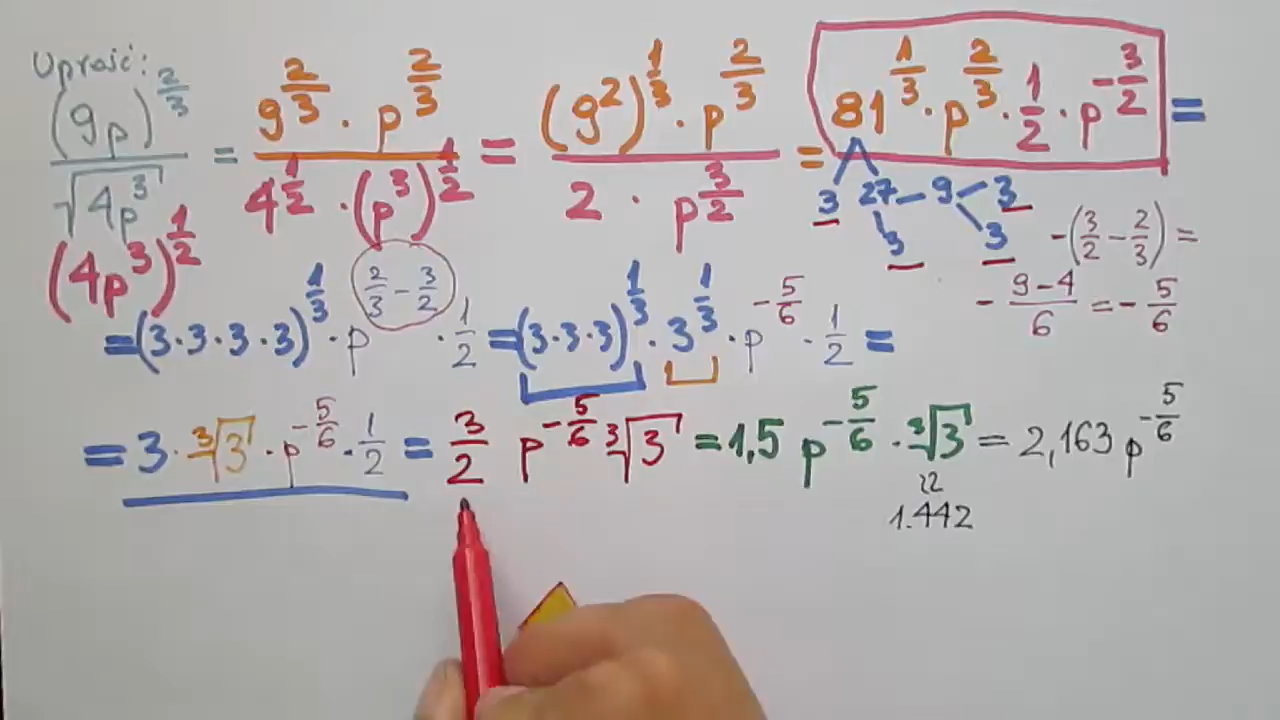 Uprość:
(9p)^(2/3) / √(4p³) = 9^(2/3) · p^(2/3) / 4^(1/2) · (p³)^(1/2) = (9²)^(1/3) · p^(2/3) / 2 · p^(3/2) = 81^(1/3) · p^(2/3) · 1/2 · p^(-3/2) =
3 27 9 3
3 3
(4p³)^(1/2)
-(3/2 - 2/3) =
- (9-4)/6 = - 5/6
= (3·3·3·3)^(1/3) · p^(2/3 - 3/2) · 1/2 = (3·3·3)^(1/3) · 3^(1/3) · p^(-5/6) · 1/2 =
= 3 · ∛3 · p^(-5/6) · 1/2 = 3/2 p^(-5/6) ∛3 = 1,5 p^(-5/6) · ∛3 = 2,163 p^(-5/6)
≈
1.442